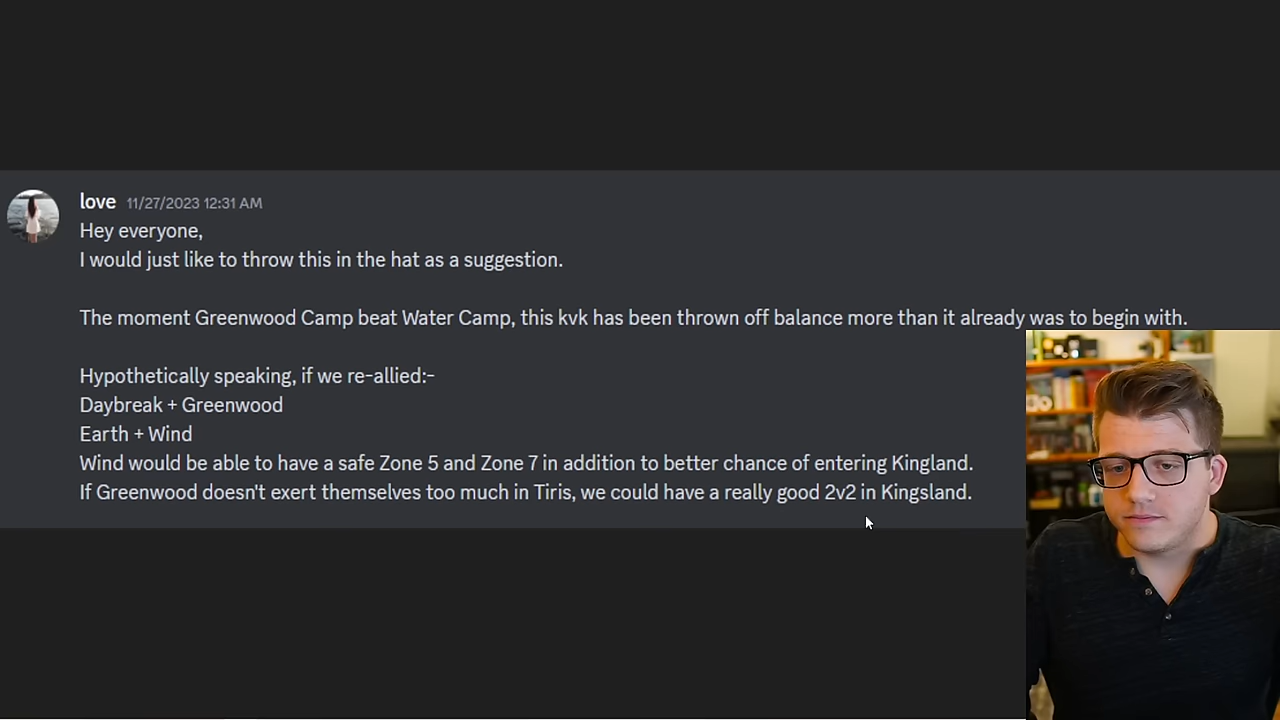 love 11/27/2023 12:31 AM
Hey everyone,
I would just like to throw this in the hat as a suggestion.
The moment Greenwood Camp beat Water Camp, this kvk has been thrown off balance more than it already was to begin with.
Hypothetically speaking, if we re-allied:-
Daybreak + Greenwood
Earth + Wind
Wind would be able to have a safe Zone 5 and Zone 7 in addition to better chance of entering Kingland.
If Greenwood doesn't exert themselves too much in Tiris, we could have a really good 2v2 in Kingsland.